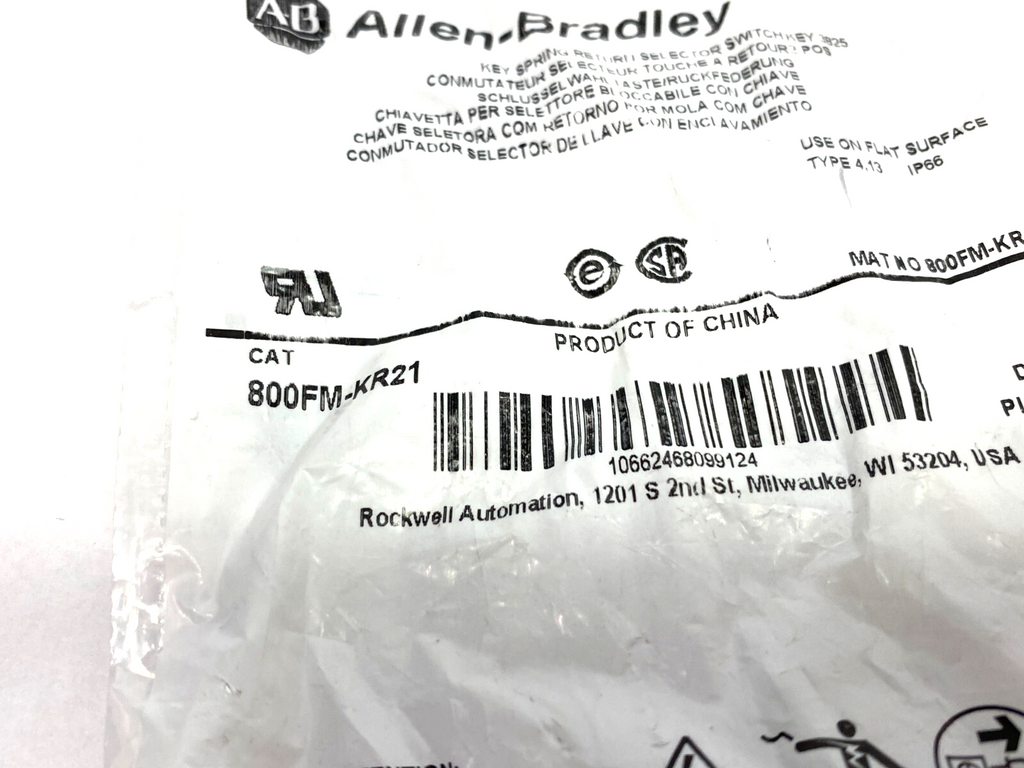 AB Allen-Bradley
KEY SPRING RETURN SELECTOR SWITCH KEY 3825
CONMUTATEUR SELECTEUR TOUCHE A RETOUR? POS
SCHLUSSELWAHLTASTE/RUCKFEDERUNG
CHIAVETTA PER SELETTORE BLOCCABILE CON CHIAVE
CHAVE SELETORA COM RETORNO POR MOLA COM CHAVE
CONMUTADOR SELECTOR DE LLAVE CON ENCLAVAMIENTO
USE ON FLAT SURFACE
TYPE 4,13 IP66
MAT NO 800FM-KR
PRODUCT OF CHINA
CAT
800FM-KR21
10662468099124
Rockwell Automation, 1201 S 2nd St, Milwaukee, WI 53204, USA